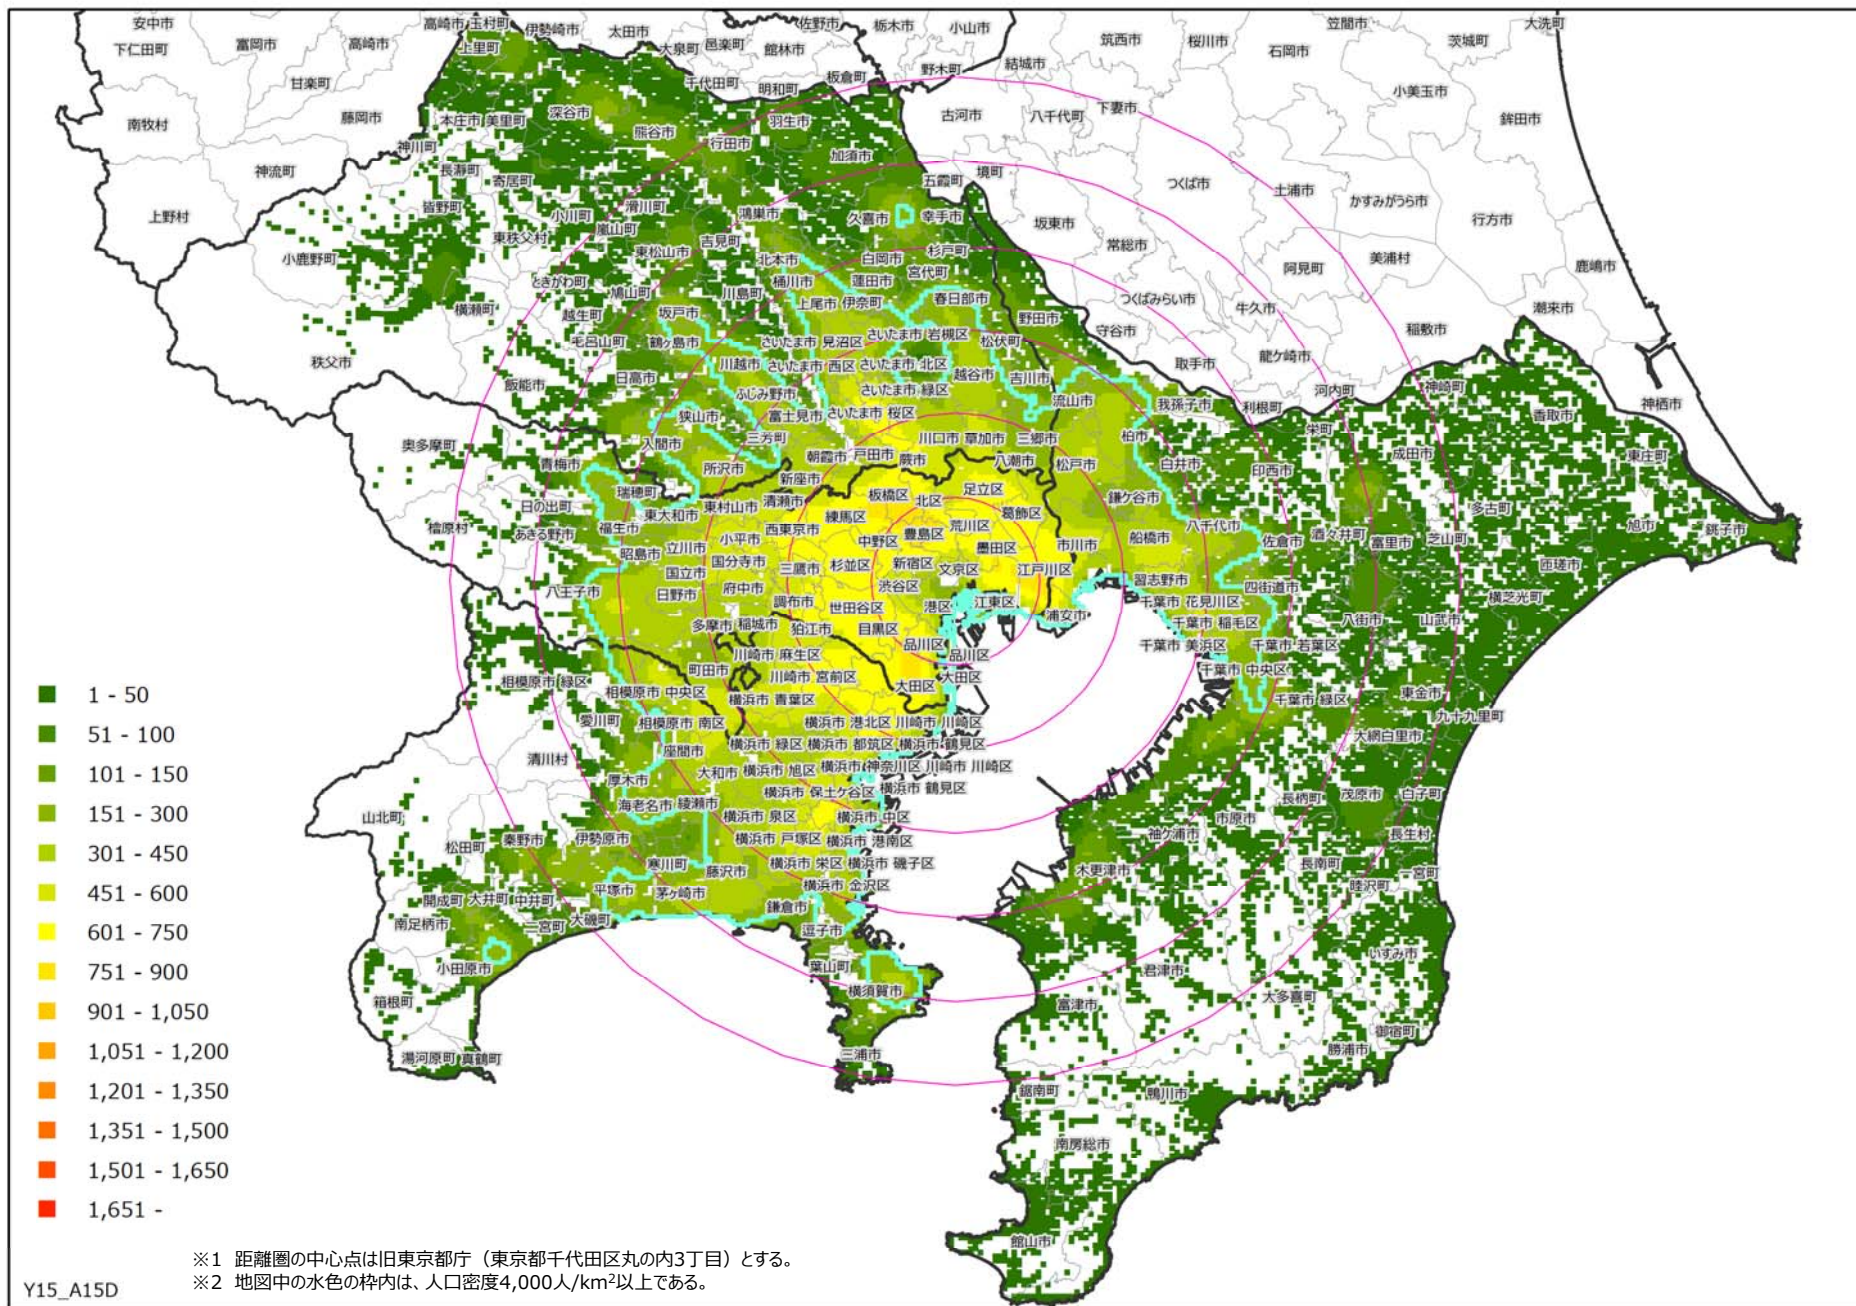 安中市
高崎市 玉村町
伊勢崎市
太田市
佐野市
栃木市
小山市
笠間市
大洗町
下仁田町
富岡市
高崎市
上里町
大泉町
邑楽町
館林市
筑西市
桜川市
石岡市
茨城町
甘楽町
千代田町
明和町
板倉町
野木町
結城市
小美玉市
南牧村
藤岡市
本庄市
美里町
深谷市
熊谷市
行田市
羽生市
古河市
八千代町
下妻市
鉾田市
神川町
神流町
長瀞町
寄居町
加須市
五霞町
境町
つくば市
土浦市
かすみがうら市
行方市
上野村
皆野町
小川町
滑川町
鴻巣市
久喜市
幸手市
坂東市
常総市
小鹿野町
東秩父村
嵐山町
東松山市
吉見町
北本市
白岡市
杉戸町
阿見町
美浦村
鹿嶋市
横瀬町
ときがわ町
鳩山町
川島町
桶川市
蓮田市
宮代町
つくばみらい市
牛久市
潮来市
越生町
坂戸市
上尾市
伊奈町
春日部市
野田市
守谷市
稲敷市
秩父市
毛呂山町
鶴ヶ島市
さいたま市 見沼区
さいたま市 岩槻区
松伏町
取手市
龍ケ崎市
飯能市
日高市
川越市
さいたま市 西区
さいたま市 北区
越谷市
吉川市
河内町
神崎町
神栖市
ふじみ野市
さいたま市 緑区
流山市
我孫子市
利根町
香取市
狭山市
富士見市
さいたま市 桜区
栄町
奥多摩町
入間市
三芳町
川口市
草加市
三郷市
柏市
成田市
東庄町
青梅市
所沢市
朝霞市
戸田市
蕨市
八潮市
松戸市
白井市
印西市
瑞穂町
新座市
日の出町
東大和市
東村山市
清瀬市
板橋区
北区
足立区
鎌ケ谷市
多古町
檜原村
あきる野市
福生市
西東京市
練馬区
葛飾区
八千代市
旭市
銚子市
昭島市
立川市
小平市
中野区
豊島区
荒川区
墨田区
市川市
船橋市
佐倉市
酒々井町
富里市
芝山町
国分寺市
国立市
三鷹市
杉並区
新宿区
文京区
江戸川区
匝瑳市
八王子市
日野市
府中市
渋谷区
習志野市
四街道市
調布市
世田谷区
港区
江東区
浦安市
千葉市 花見川区
横芝光町
多摩市
稲城市
狛江市
目黒区
千葉市 稲毛区
八街市
山武市
川崎市 麻生区
品川区
品川区
千葉市 美浜区
千葉市 若葉区
相模原市 緑区
町田市
川崎市 宮前区
大田区
大田区
千葉市 中央区
相模原市 中央区
横浜市 青葉区
千葉市 緑区
東金市
愛川町
相模原市 南区
横浜市 港北区
川崎市 川崎区
九十九里町
清川村
座間市
横浜市 緑区
横浜市 都筑区
横浜市 鶴見区
大網白里市
厚木市
大和市
横浜市 旭区
横浜市 神奈川区
川崎市 川崎区
海老名市
綾瀬市
横浜市 保土ケ谷区
横浜市 鶴見区
長柄町
茂原市
白子町
山北町
横浜市 泉区
横浜市 中区
市原市
松田町
秦野市
伊勢原市
横浜市 戸塚区
横浜市 港南区
袖ケ浦市
長生村
寒川町
藤沢市
横浜市 栄区
横浜市 磯子区
木更津市
長南町
一宮町
開成町
大井町
中井町
平塚市
茅ヶ崎市
横浜市 金沢区
睦沢町
南足柄市
二宮町
大磯町
鎌倉市
逗子市
小田原市
葉山町
いすみ市
箱根町
横須賀市
君津市
大多喜町
富津市
御宿町
湯河原町
真鶴町
三浦市
勝浦市
鋸南町
鴨川市
南房総市
館山市
1 - 50
51 - 100
101 - 150
151 - 300
301 - 450
451 - 600
601 - 750
751 - 900
901 - 1,050
1,051 - 1,200
1,201 - 1,350
1,351 - 1,500
1,501 - 1,650
1,651 -
※1 距離圏の中心点は旧東京都庁（東京都千代田区丸の内3丁目）とする。
※2 地図中の水色の枠内は、人口密度4,000人/km²以上である。
Y15_A15D